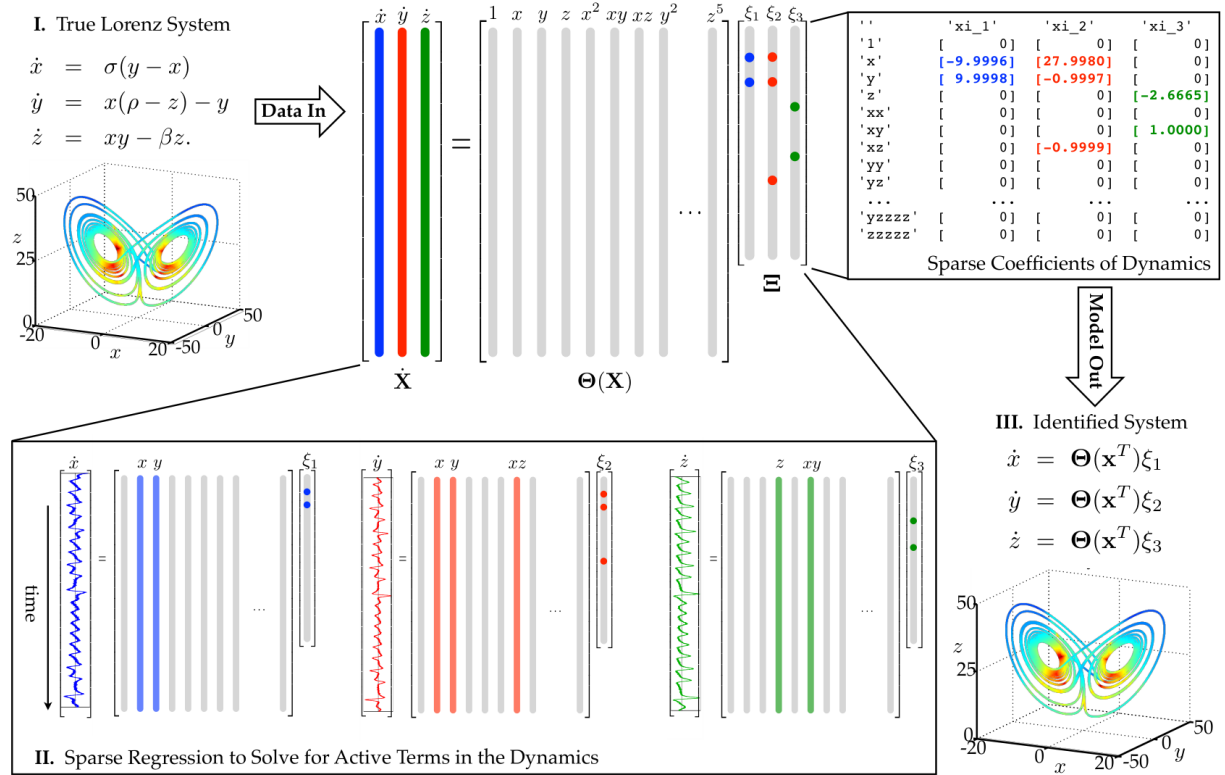 I. True Lorenz System
ẋ = σ(y − x)
ẏ = x(ρ − z) − y
ż = xy − βz.
Data In
50
z
25
0
-20
0
x
20
-50
0
y
50
ẋ ẏ ż
=
1 x y z x² xy xz y² z⁵
...
ξ₁ ξ₂ ξ₃
Ẋ
Θ(X)
Ξ
'' 'xi_1' 'xi_2' 'xi_3'
'1' [ 0] [ 0] [ 0]
'x' [-9.9996] [27.9980] [ 0]
'y' [ 9.9998] [-0.9997] [ 0]
'z' [ 0] [ 0] [-2.6665]
'xx' [ 0] [ 0] [ 0]
'xy' [ 0] [ 0] [ 1.0000]
'xz' [ 0] [-0.9999] [ 0]
'yy' [ 0] [ 0] [ 0]
'yz' [ 0] [ 0] [ 0]
... ... ... ...
'yzzzz' [ 0] [ 0] [ 0]
'zzzzz' [ 0] [ 0] [ 0]
Sparse Coefficients of Dynamics
Model Out
time
ẋ = x y ... ξ₁
ẏ = x y xz ... ξ₂
ż = z xy ... ξ₃
II. Sparse Regression to Solve for Active Terms in the Dynamics
III. Identified System
ẋ = Θ(xᵀ)ξ₁
ẏ = Θ(xᵀ)ξ₂
ż = Θ(xᵀ)ξ₃
50
z
25
0
-20
0
x
20
-50
0
y
50